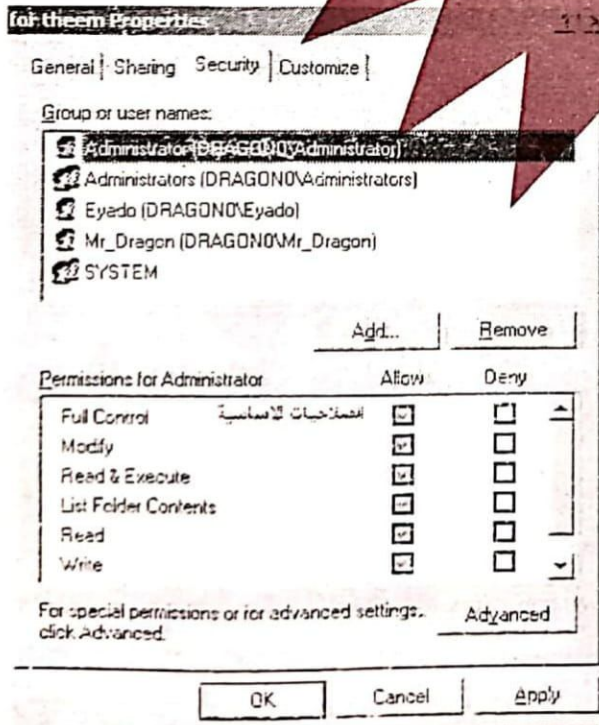 for theem Properties
General Sharing Security Customize
Group or user names:
Administrator (DRAGON0\Administrator)
Administrators (DRAGON0\Administrators)
Eyado (DRAGON0\Eyado)
Mr_Dragon (DRAGON0\Mr_Dragon)
SYSTEM
Add... Remove
Permissions for Administrator Allow Deny
Full Control الصلاحيات الاساسية
Modify
Read & Execute
List Folder Contents
Read
Write
For special permissions or for advanced settings, click Advanced.
Advanced
OK Cancel Apply